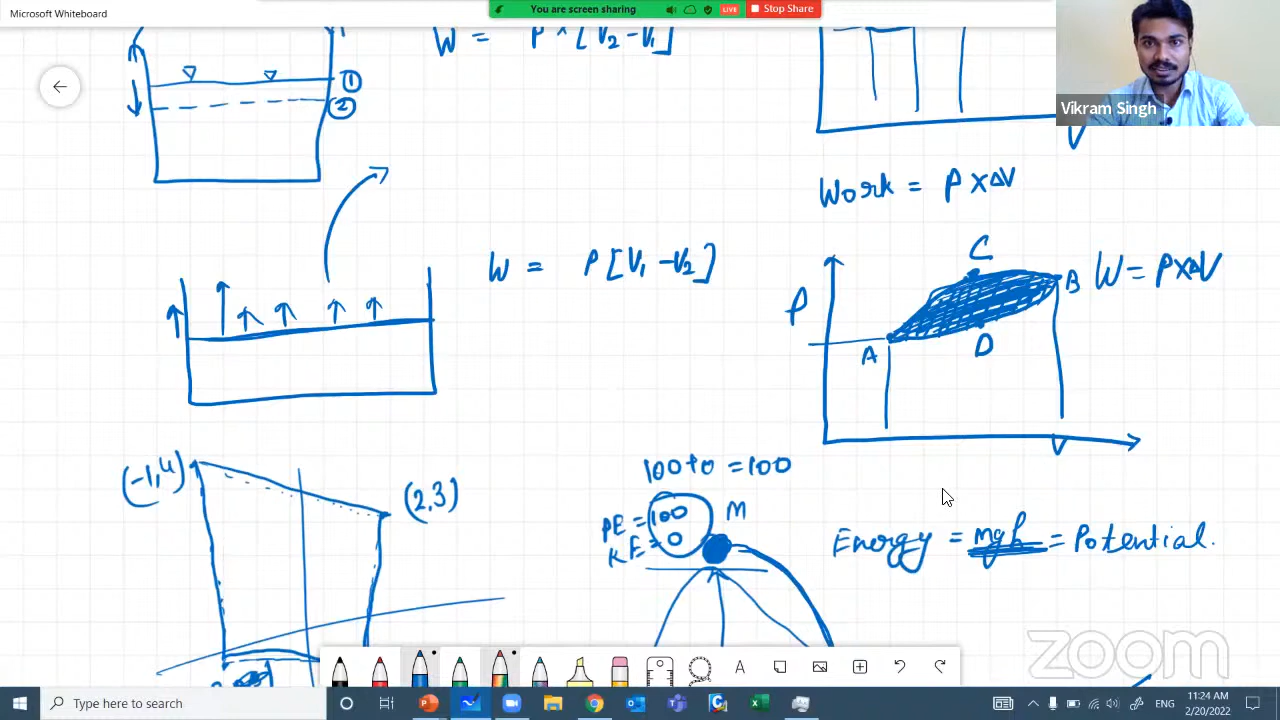 Microsoft Whiteboard
You are screen sharing
LIVE
Stop Share
W = P × [V2 - V1]
1
2
Vikram Singh
V
Work = P X ΔV
W = P[V1 - V2]
C
W = P×ΔV
P
B
A
D
V
(-1,4)
(2,3)
100+0 = 100
PE = 100
M
KE = 0
Energy = mgh = Potential.
zoom
A
Type here to search
ENG
11:24 AM
2/20/2022